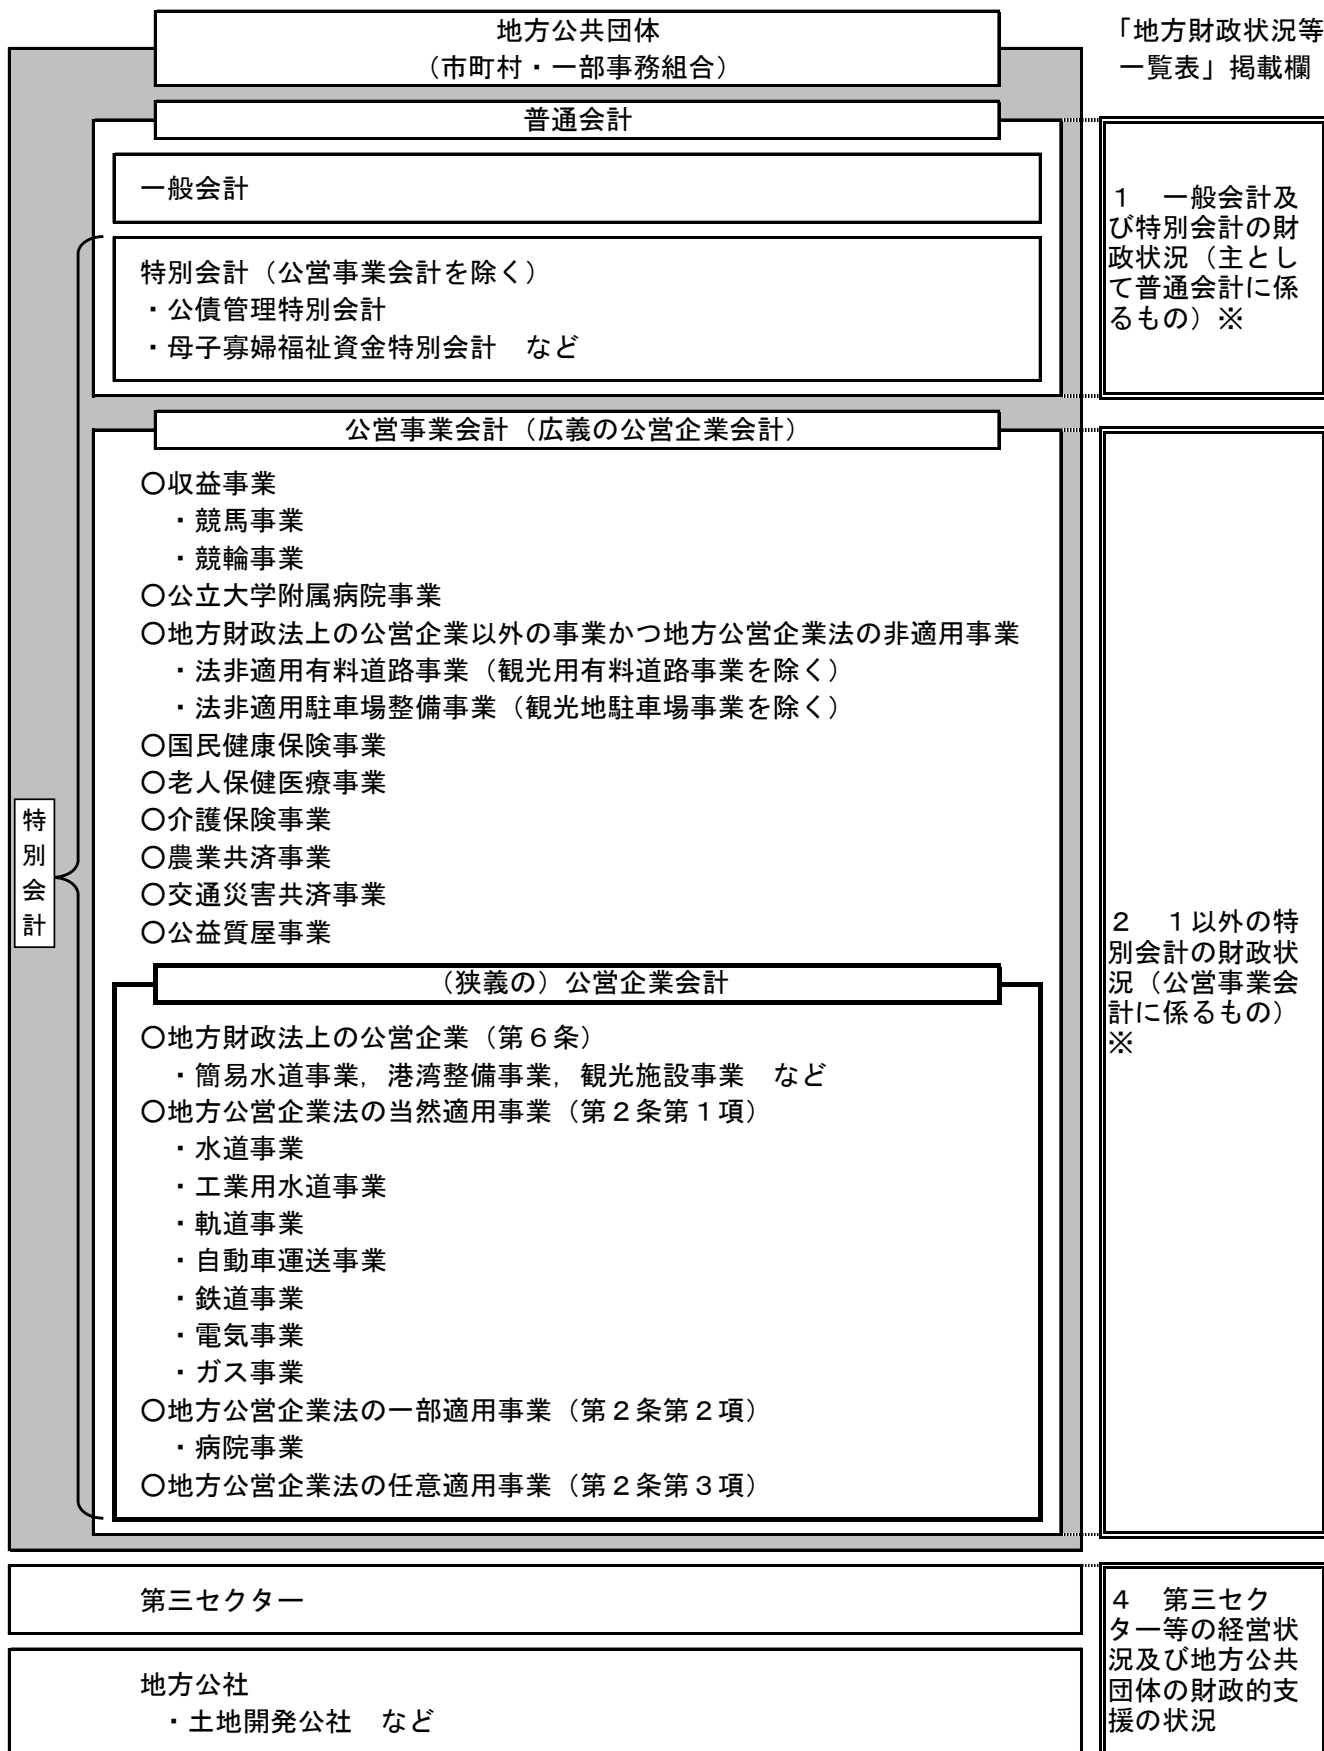 地方公共団体
（市町村・一部事務組合）
「地方財政状況等
一覧表」掲載欄
普通会計
一般会計
特別会計（公営事業会計を除く）
・公債管理特別会計
・母子寡婦福祉資金特別会計　など
１　一般会計及
び特別会計の財
政状況（主とし
て普通会計に係
るもの）※
公営事業会計（広義の公営企業会計）
○収益事業
・競馬事業
・競輪事業
○公立大学附属病院事業
○地方財政法上の公営企業以外の事業かつ地方公営企業法の非適用事業
・法非適用有料道路事業（観光用有料道路事業を除く）
・法非適用駐車場整備事業（観光地駐車場事業を除く）
○国民健康保険事業
○老人保健医療事業
○介護保険事業
○農業共済事業
○交通災害共済事業
○公益質屋事業
特
別
会
計
（狭義の）公営企業会計
○地方財政法上の公営企業（第６条）
・簡易水道事業，港湾整備事業，観光施設事業　など
○地方公営企業法の当然適用事業（第２条第１項）
・水道事業
・工業用水道事業
・軌道事業
・自動車運送事業
・鉄道事業
・電気事業
・ガス事業
○地方公営企業法の一部適用事業（第２条第２項）
・病院事業
○地方公営企業法の任意適用事業（第２条第３項）
２　１以外の特
別会計の財政状
況（公営事業会
計に係るもの）
※
第三セクター
地方公社
・土地開発公社　など
４　第三セク
ター等の経営状
況及び地方公共
団体の財政的支
援の状況